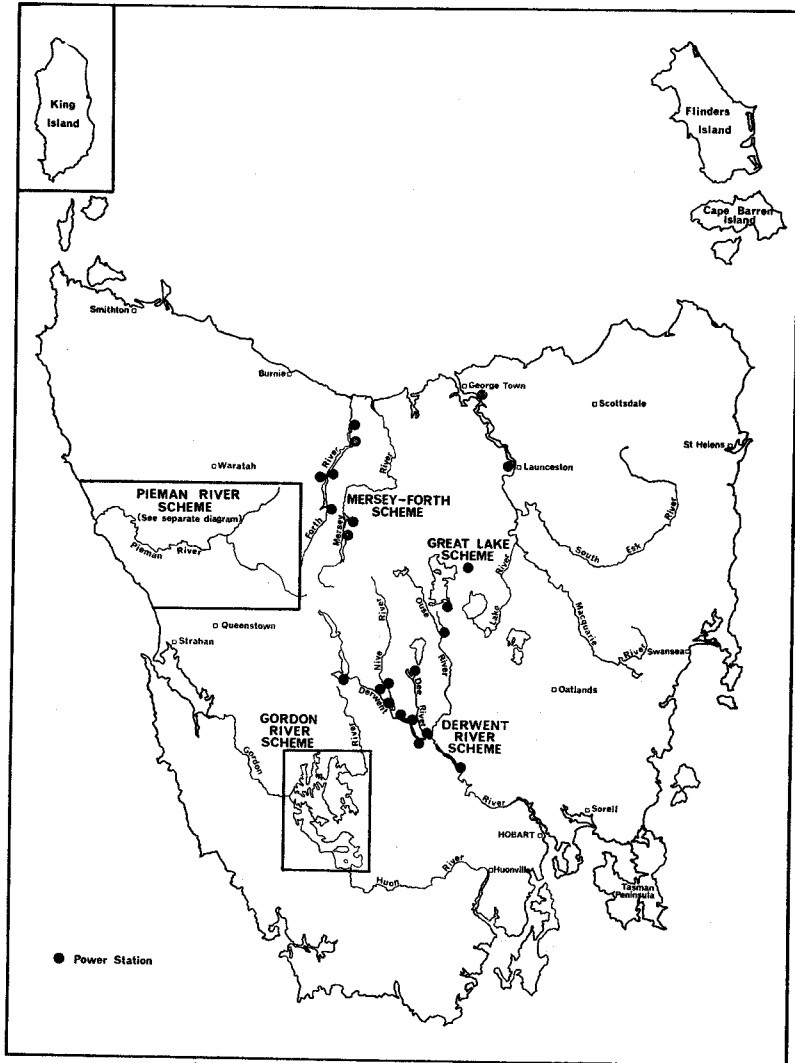 King
Island
Flinders
Island
Cape Barren
Island
Smithton
Burnie
George Town
Scottsdale
St Helens
Waratah
River
River
Launceston
PIEMAN RIVER
SCHEME
(See separate diagram)
Pieman River
MERSEY-FORTH
SCHEME
Forth
Mersey
GREAT LAKE
SCHEME
South Esk River
Lake River
Macquarie River
Queenstown
Strahan
Nive River
Ouse River
Swansea
Oatlands
Derwent
Dee River
GORDON
RIVER
SCHEME
Gordon
River
DERWENT
RIVER
SCHEME
River
Sorell
HOBART
Huon River
Huonville
Tasman
Peninsula
Power Station